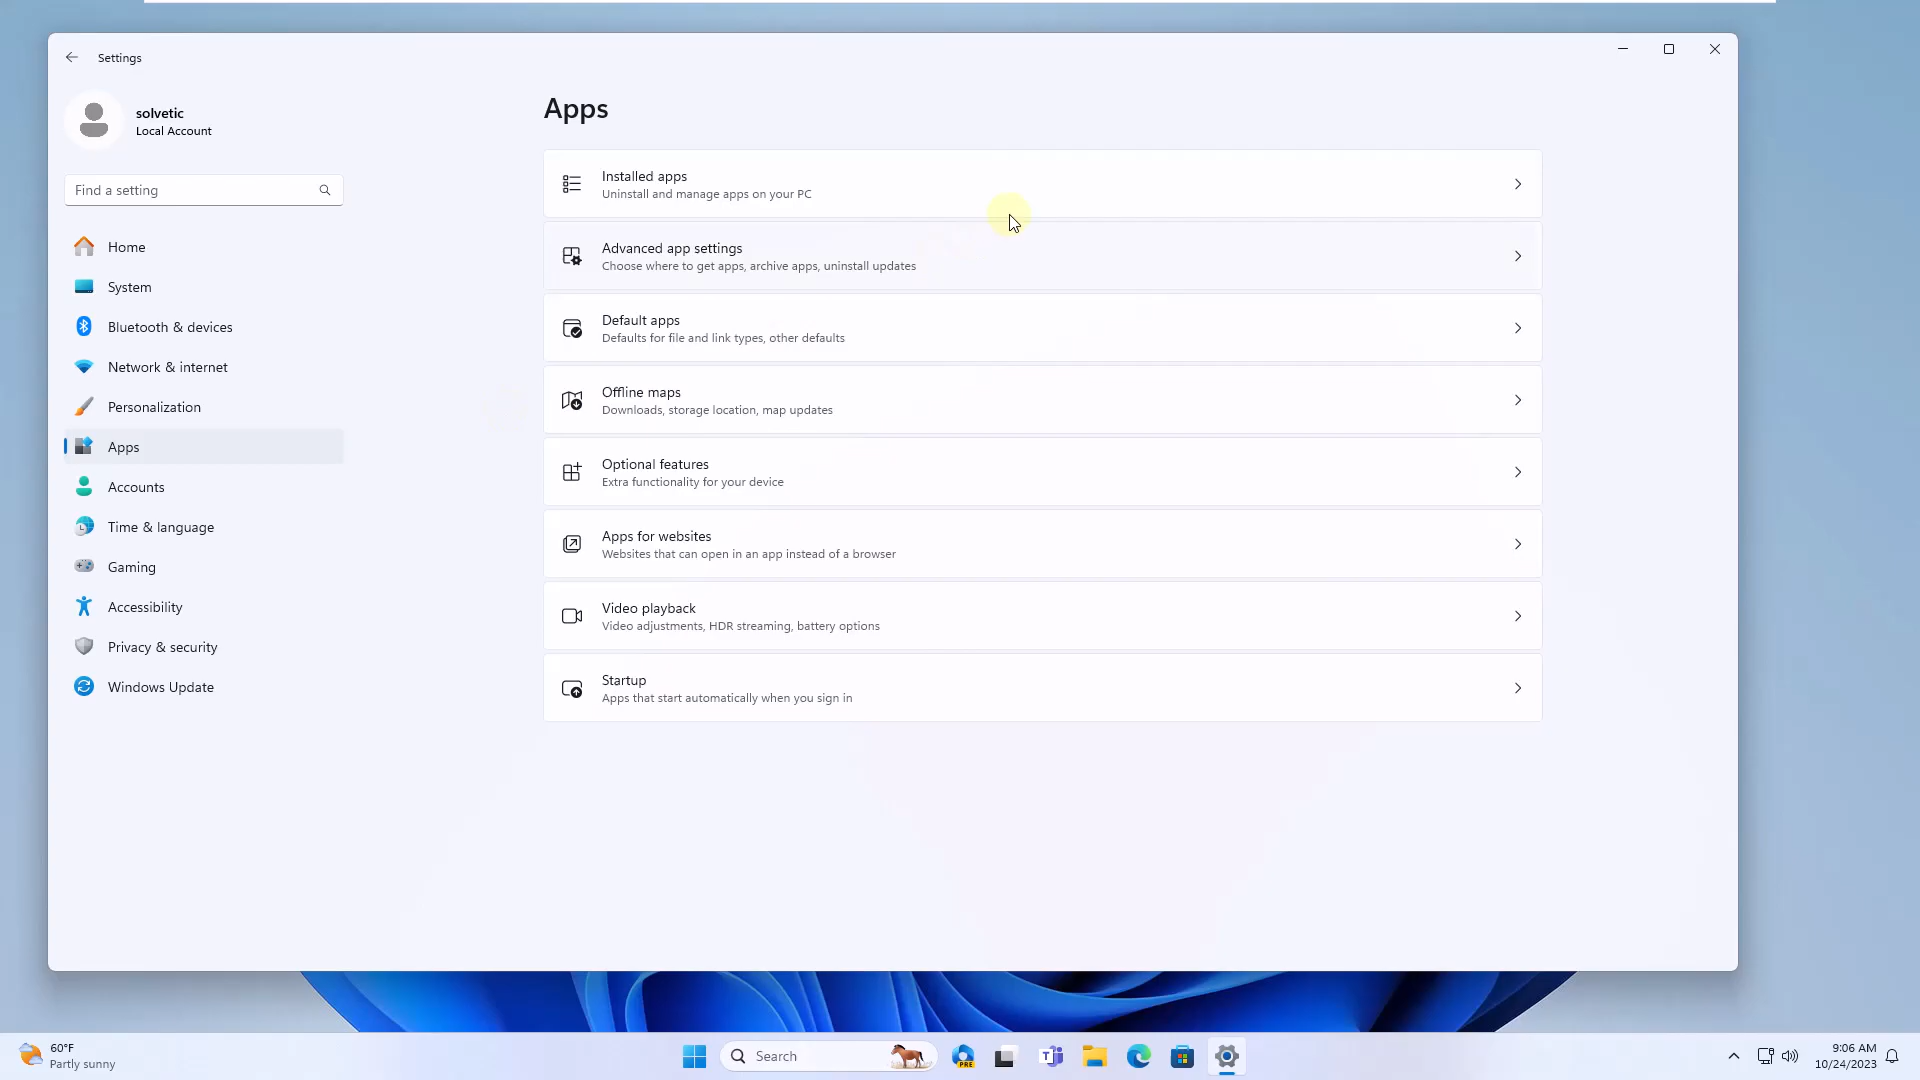 Settings
solvetic
Local Account
Find a setting
Home
System
Bluetooth & devices
Network & internet
Personalization
Apps
Accounts
Time & language
Gaming
Accessibility
Privacy & security
Windows Update
Apps
Installed apps
Uninstall and manage apps on your PC
Advanced app settings
Choose where to get apps, archive apps, uninstall updates
Default apps
Defaults for file and link types, other defaults
Offline maps
Downloads, storage location, map updates
Optional features
Extra functionality for your device
Apps for websites
Websites that can open in an app instead of a browser
Video playback
Video adjustments, HDR streaming, battery options
Startup
Apps that start automatically when you sign in
60°F
Partly sunny
Search
PRE
9:06 AM
10/24/2023